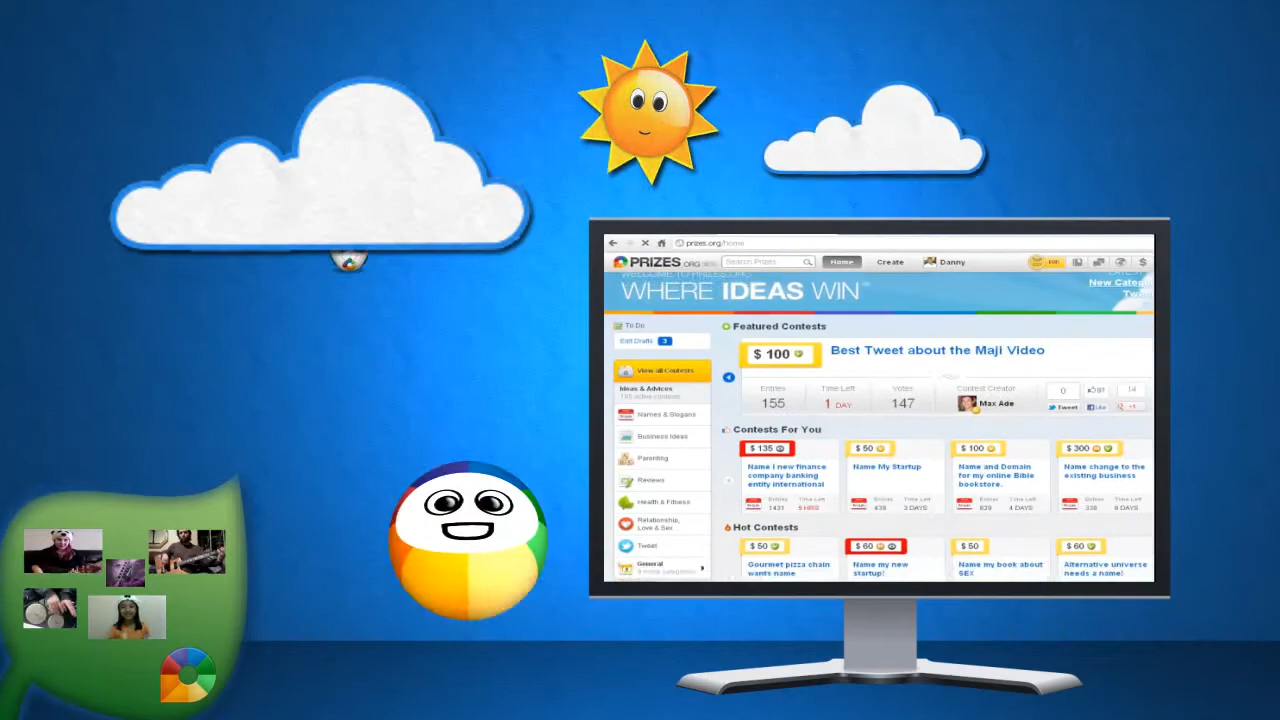 prizes.org/home
PRIZES.ORG
Search Prizes
Home
Create
Danny
WELCOME TO PRIZES.ORG
WHERE IDEAS WIN
New Catego
Twe
To Do
Edit Drafts 3
View all Contests
Ideas & Advices
Names & Slogans
Business Ideas
Parenting
Reviews
Health & Fitness
Relationship,
Love & Sex
Tweet
General
Featured Contests
$ 100
Best Tweet about the Maji Video
Entries
155
Time Left
1 DAY
Votes
147
Contest Creator
Max Ade
0
Tweet
Like
14
+1
Contests For You
$ 135
Name I new finance
company banking
entity international
Entries
1431
Time Left
5 HRS
$ 50
Name My Startup
Entries
439
Time Left
3 DAYS
$ 100
Name and Domain
for my online Bible
bookstore.
Entries
829
Time Left
4 DAYS
$ 300
Name change to the
existing business
Entries
338
Time Left
6 DAYS
Hot Contests
$ 50
Gourmet pizza chain
wants name
$ 60
Name my new
startup!
$ 50
Name my book about
SEX
$ 60
Alternative universe
needs a name!